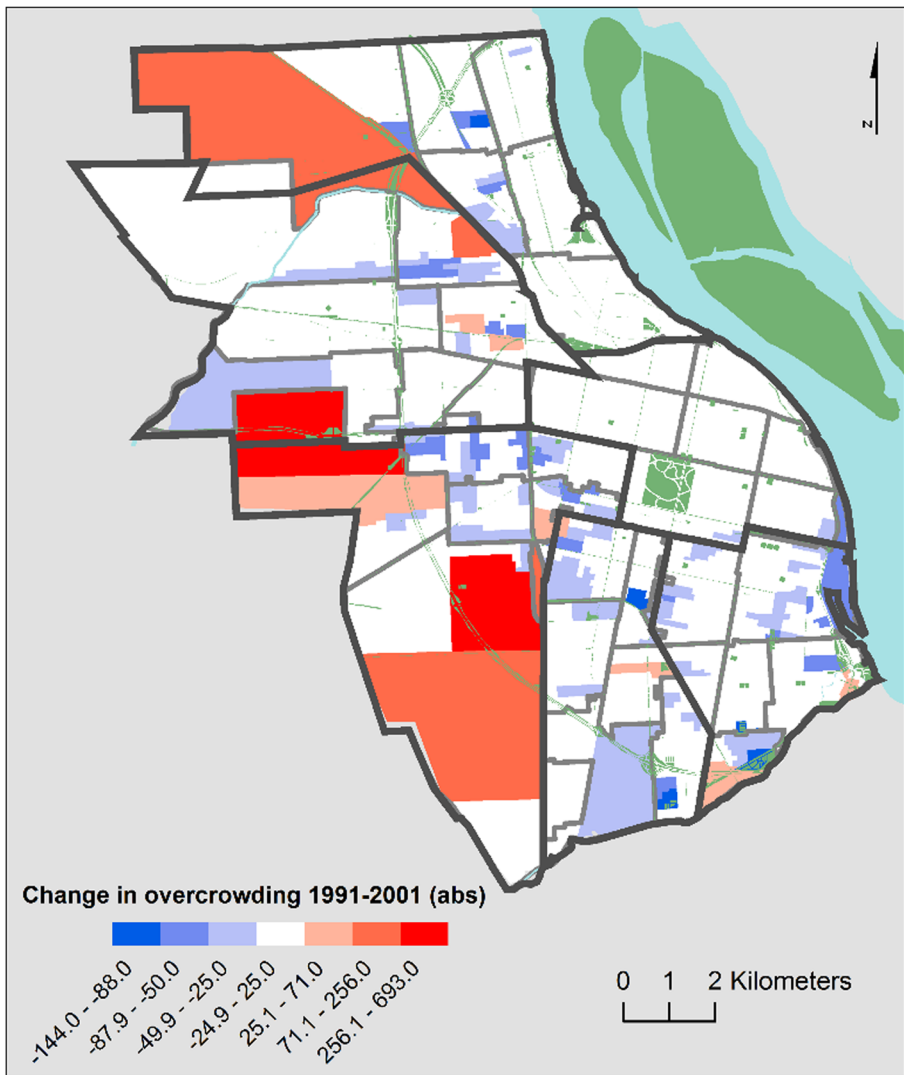 N
Change in overcrowding 1991-2001 (abs)
-144.0 - -88.0
-87.9 - -50.0
-49.9 - -25.0
-24.9 - 25.0
25.1 - 71.0
71.1 - 256.0
256.1 - 693.0
0 1 2 Kilometers